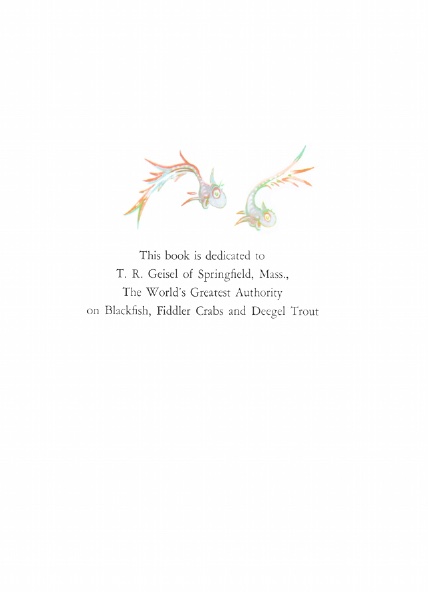 This book is dedicated to
T. R. Geisel of Springfield, Mass.,
The World's Greatest Authority
on Blackfish, Fiddler Crabs and Deegel Trout